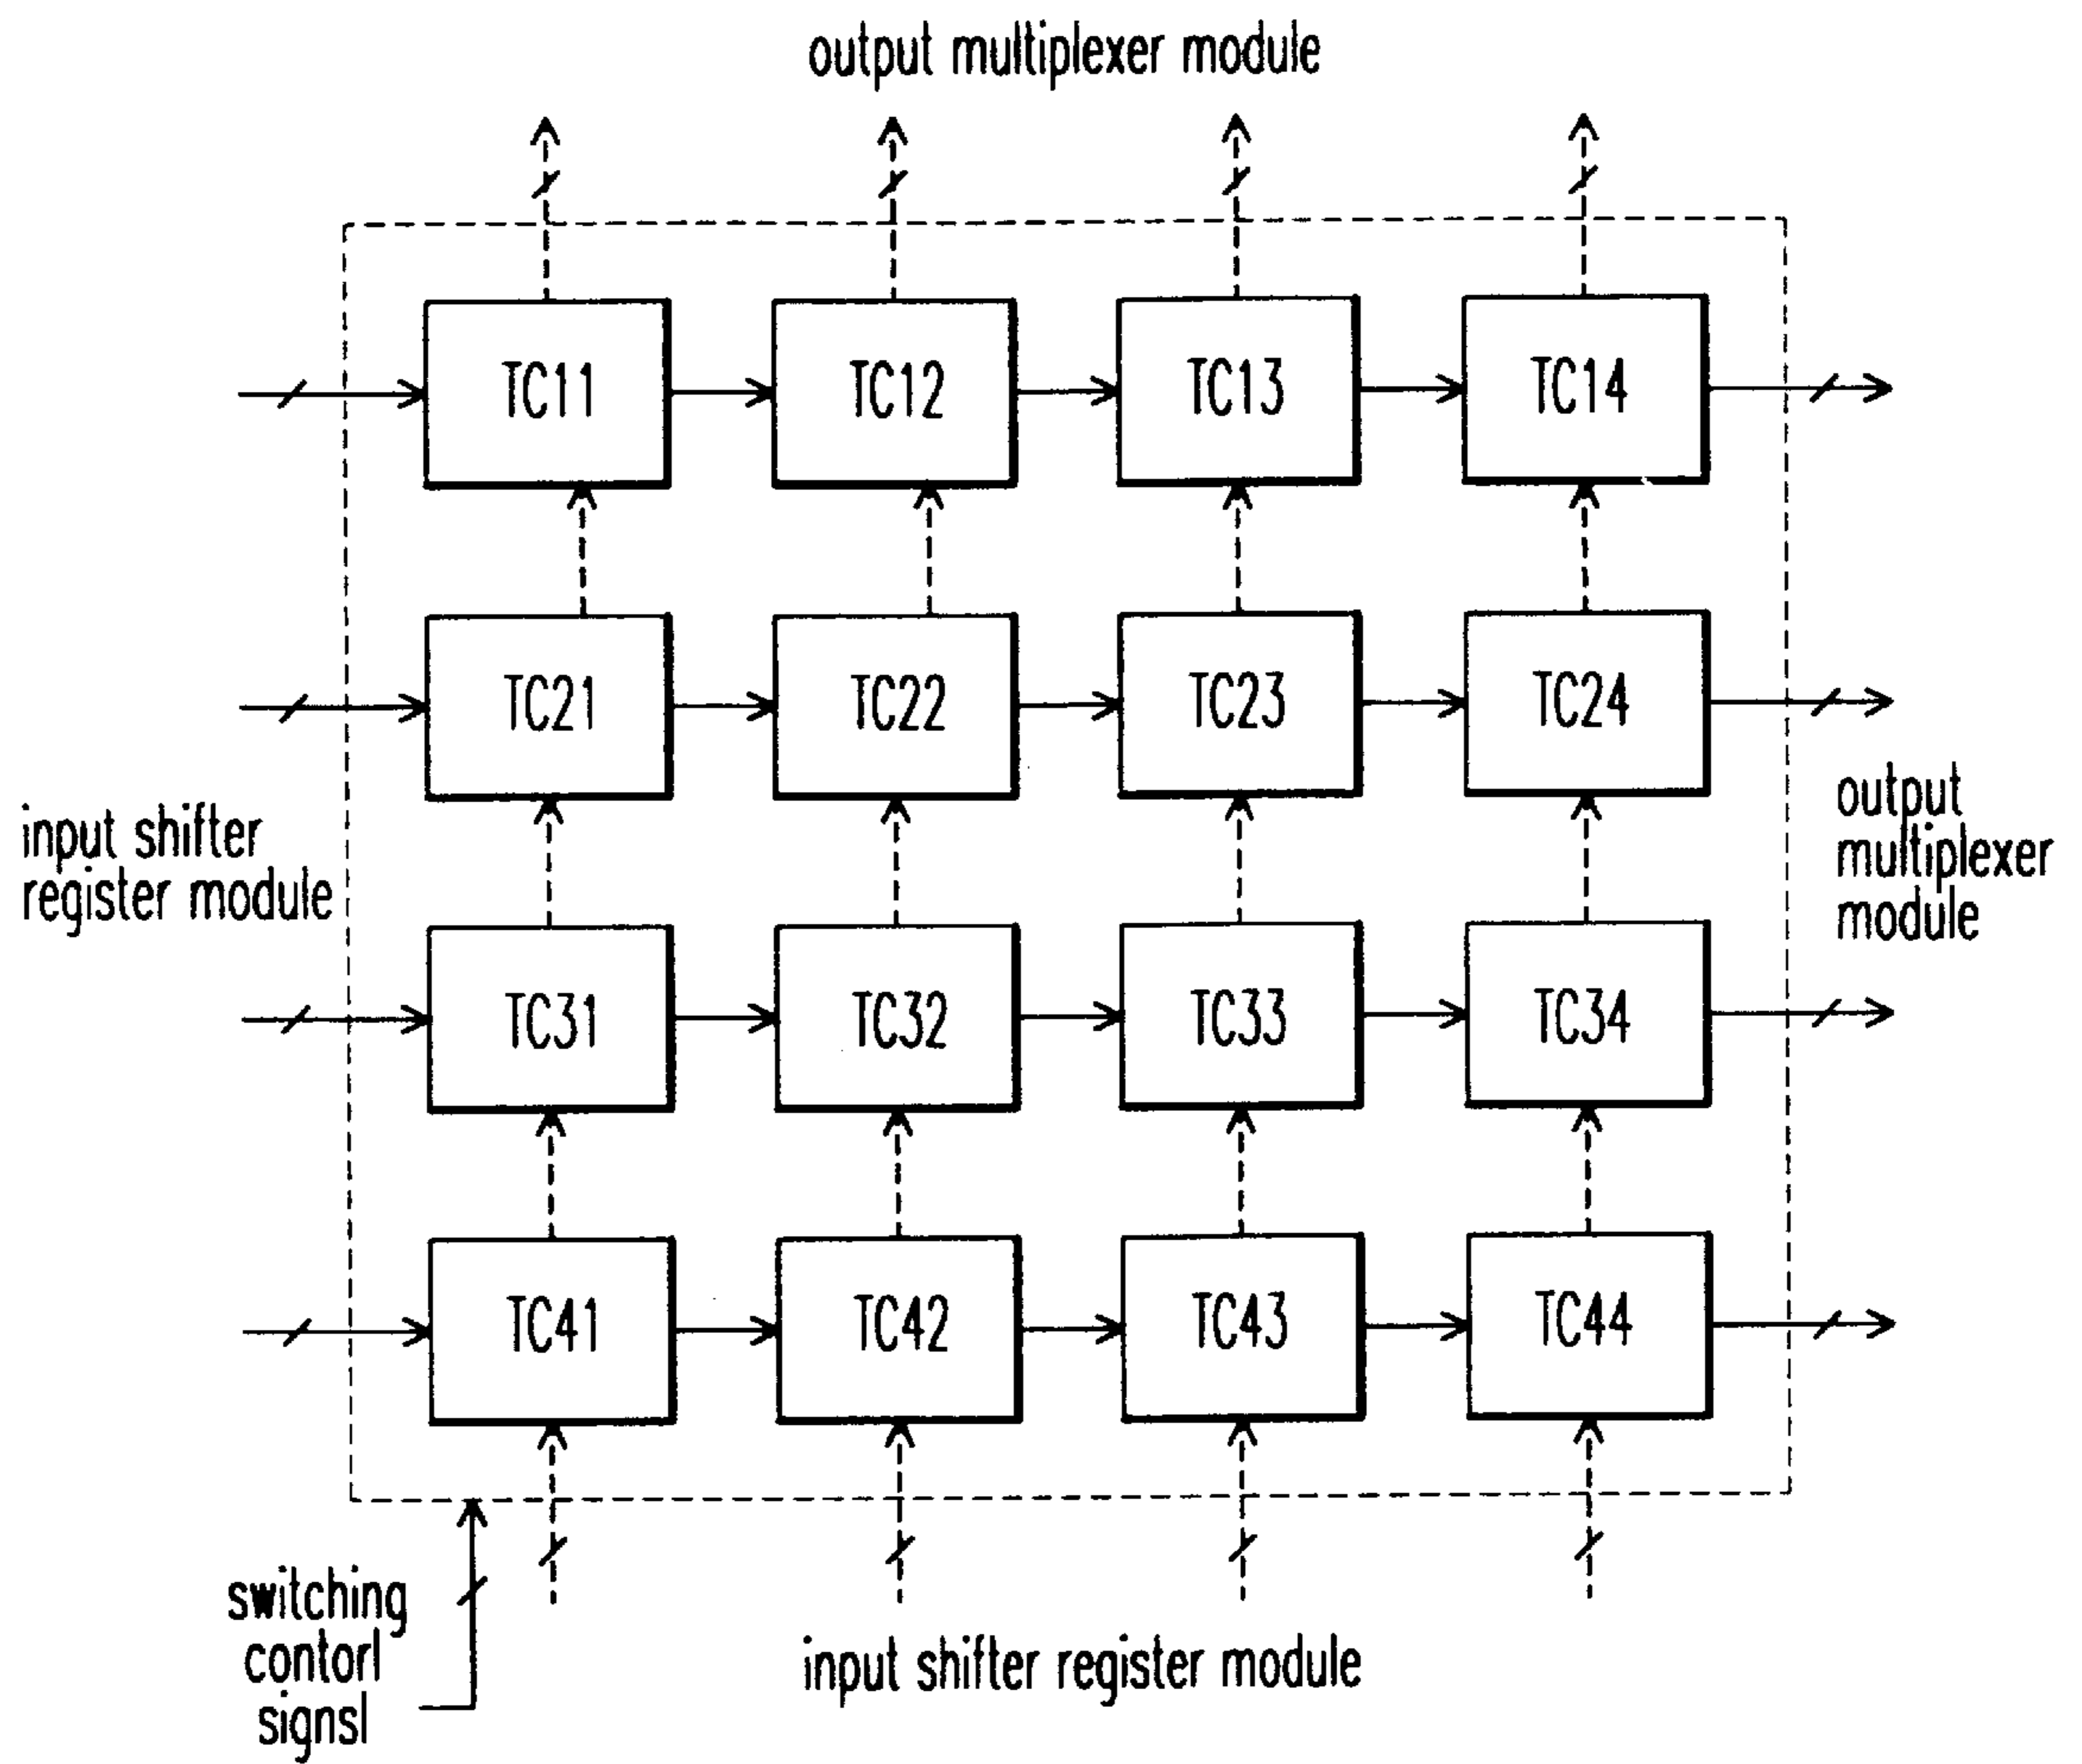 output multiplexer module
TC11 TC12 TC13 TC14
TC21 TC22 TC23 TC24
input shifter
register module
output
multiplexer
module
TC31 TC32 TC33 TC34
TC41 TC42 TC43 TC44
switching
contorl
signsl
input shifter register module